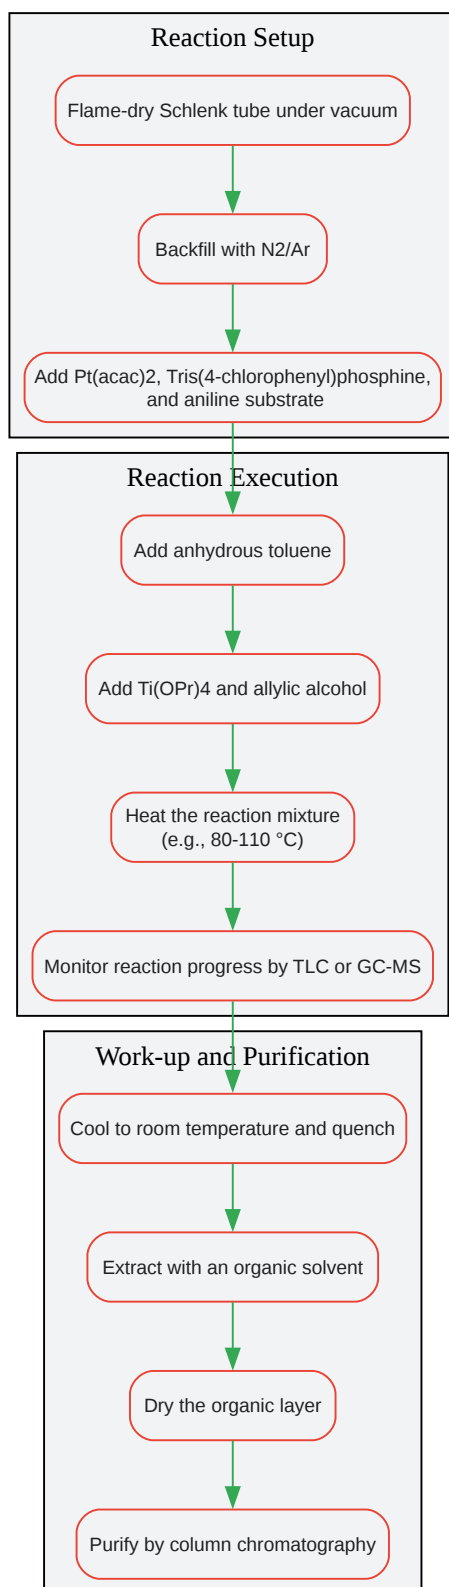 Reaction Setup
Flame-dry Schlenk tube under vacuum
Backfill with N2/Ar
Add Pt(acac)2, Tris(4-chlorophenyl)phosphine,
and aniline substrate
Reaction Execution
Add anhydrous toluene
Add Ti(OPr)4 and allylic alcohol
Heat the reaction mixture
(e.g., 80-110 °C)
Monitor reaction progress by TLC or GC-MS
Work-up and Purification
Cool to room temperature and quench
Extract with an organic solvent
Dry the organic layer
Purify by column chromatography